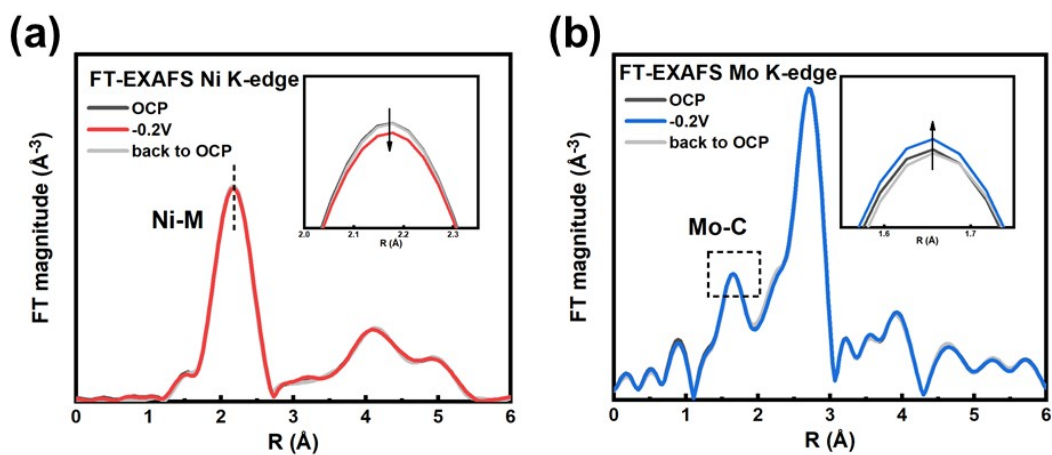 (a)
FT-EXAFS Ni K-edge
OCP
-0.2V
back to OCP
Ni-M
FT magnitude (Å⁻³)
2.0 2.1 2.2 2.3
R (Å)
0 1 2 3 4 5 6
R (Å)
(b)
FT-EXAFS Mo K-edge
OCP
-0.2V
back to OCP
Mo-C
FT magnitude (Å⁻³)
1.6 1.7
R (Å)
0 1 2 3 4 5 6
R (Å)